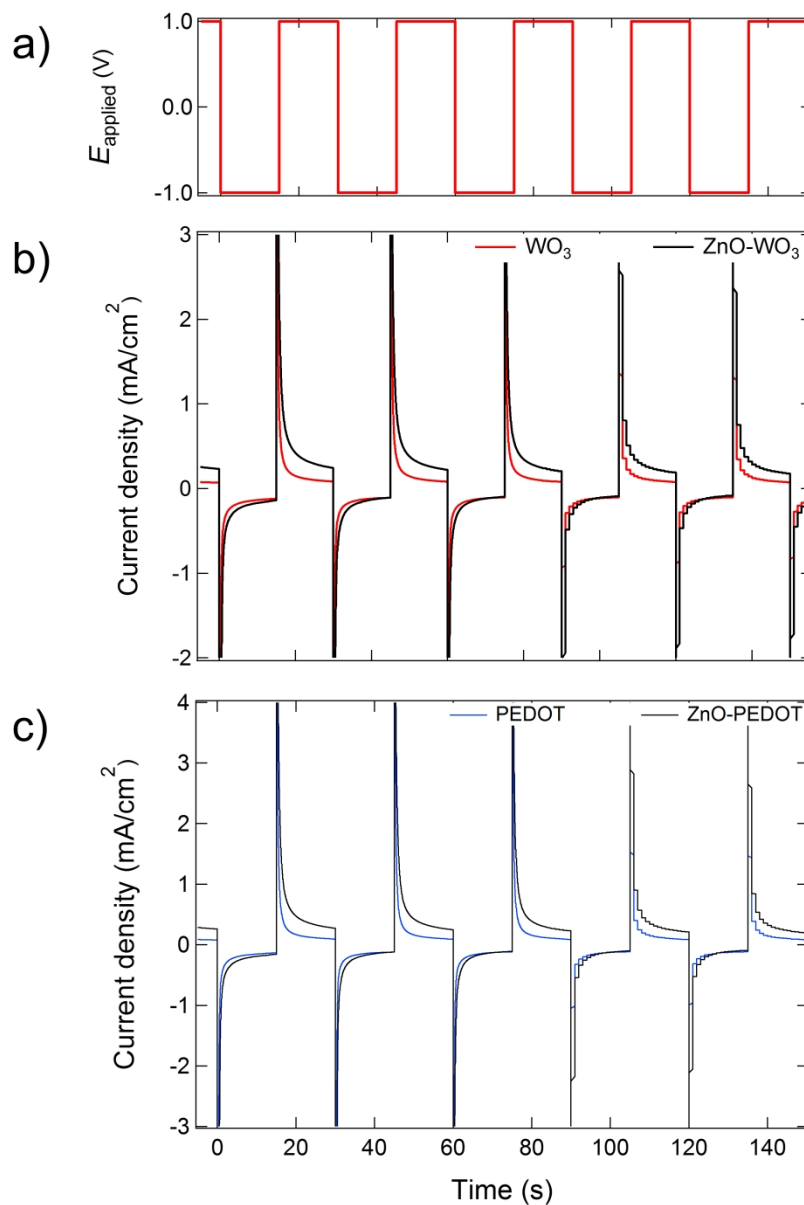 a)
E applied (V)
1.0
0.0
-1.0
b)
WO3 ZnO-WO3
Current density (mA/cm2)
3
2
1
0
-1
-2
c)
PEDOT ZnO-PEDOT
Current density (mA/cm2)
4
3
2
1
0
-1
-2
-3
0 20 40 60 80 100 120 140
Time (s)